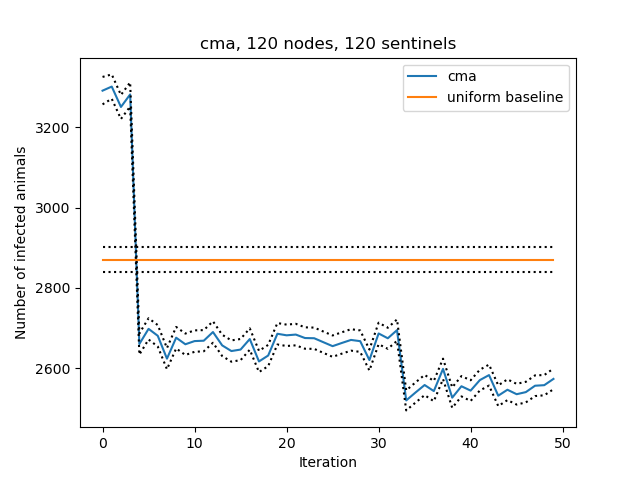 cma, 120 nodes, 120 sentinels
cma
uniform baseline
3200
3000
2800
2600
Number of infected animals
0
10
20
30
40
50
Iteration